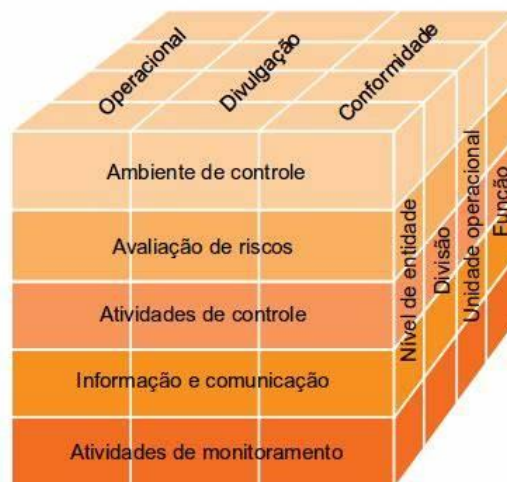 Operacional
Divulgação
Conformidade
Ambiente de controle
Avaliação de riscos
Atividades de controle
Informação e comunicação
Atividades de monitoramento
Nível de entidade
Divisão
Unidade operacional
Função